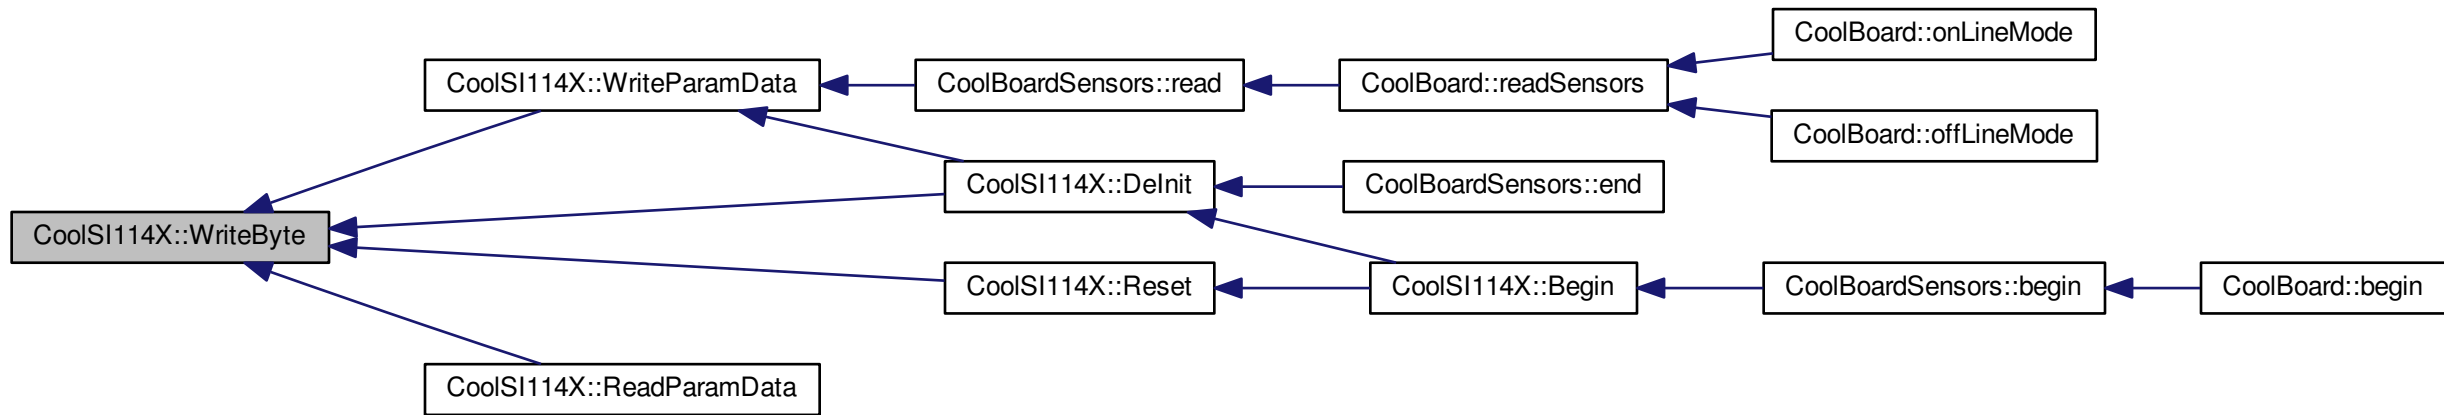 CoolBoard::onLineMode
CoolSI114X::WriteParamData
CoolBoardSensors::read
CoolBoard::readSensors
CoolBoard::offLineMode
CoolSI114X::DeInit
CoolBoardSensors::end
CoolSI114X::WriteByte
CoolSI114X::Reset
CoolSI114X::Begin
CoolBoardSensors::begin
CoolBoard::begin
CoolSI114X::ReadParamData